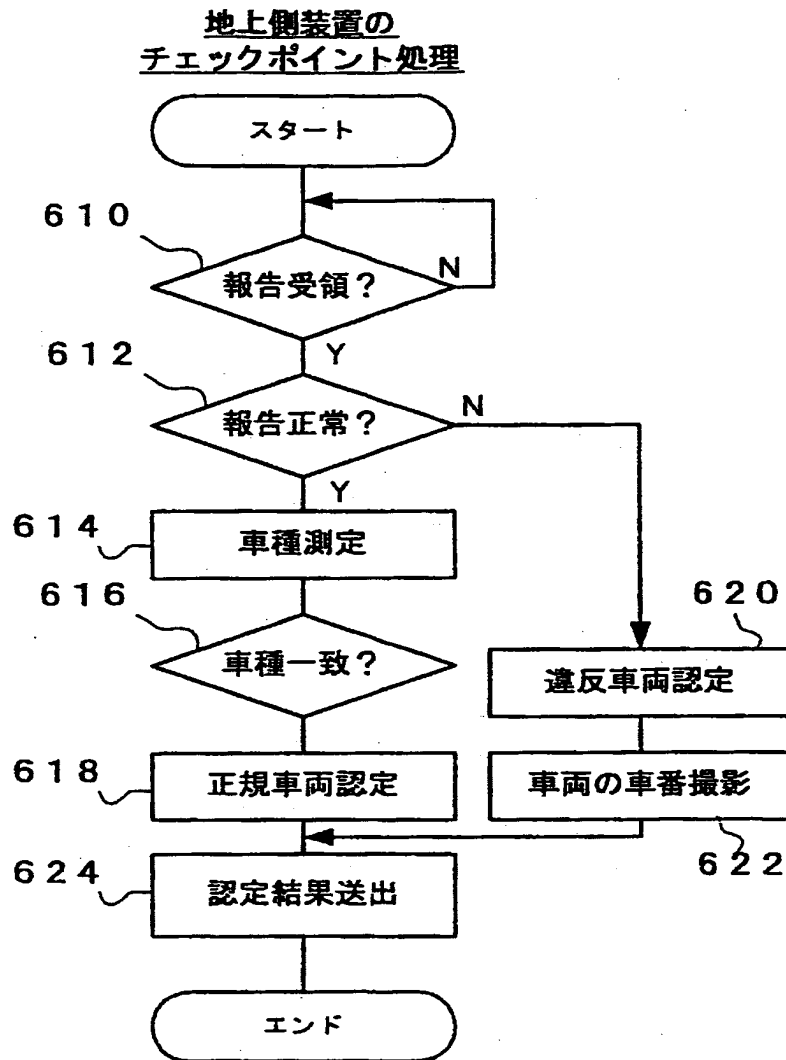 地上側装置の
チェックポイント処理
スタート
610
報告受領？
N
Y
612
報告正常？
N
Y
614
車種測定
616
車種一致？
620
違反車両認定
618
正規車両認定
車両の車番撮影
622
624
認定結果送出
エンド